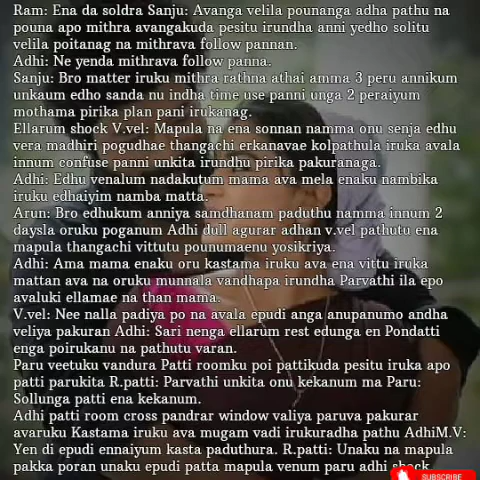 Ram: Ena da soldra Sanju: Avanga velila pounanga adha pathu na
pouna apo mithra avangakuda pesitu irundha anni yedho solitu
velila poitanag na mithrava follow pannan.
Adhi: Ne yenda mithrava follow panna.
Sanju: Bro matter iruku mithra rathna athai amma 3 peru annikum
unkaum edho sanda nu indha time use panni unga 2 peraiyum
mothama pirika plan pani irukanag.
Ellarum shock V.vel: Mapula na ena sonnan namma onu senja edhu
vera madhiri pogudhae thangachi erkanavae kolpathula iruka avala
innum confuse panni unkita irundhu pirika pakuranaga.
Adhi: Edhu venalum nadakutum mama ava mela enaku nambika
iruku edhaiyim namba matta.
Arun: Bro edhukum anniya samdhanam paduthu namma innum 2
daysla oruku poganum Adhi dull agurar adhan v.vel pathutu ena
mapula thangachi vittutu pounumaenu yosikriya.
Adhi: Ama mama enaku oru kastama iruku ava ena vittu iruka
mattan ava na oruku munnala vandhapa irundha Parvathi ila epo
avaluki ellamae na than mama.
V.vel: Nee nalla padiya po na avala epudi anga anupanumo andha
veliya pakuran Adhi: Sari nenga ellarum rest edunga en Pondatti
enga poirukanu na pathutu varan.
Paru veetuku vandura Patti roomku poi pattikuda pesitu iruka apo
patti parukita R.patti: Parvathi unkita onu kekanum ma Paru:
Sollunga patti ena kekanum.
Adhi patti room cross pandrar window valiya paruva pakurar
avaruku Kastama iruku ava mugam vadi irukuradha pathu AdhiM.V:
Yen di epudi ennaiyum kasta paduthura. R.patti: Unaku na mapula
pakka poran unaku epudi patta mapula venum paru adhi shock